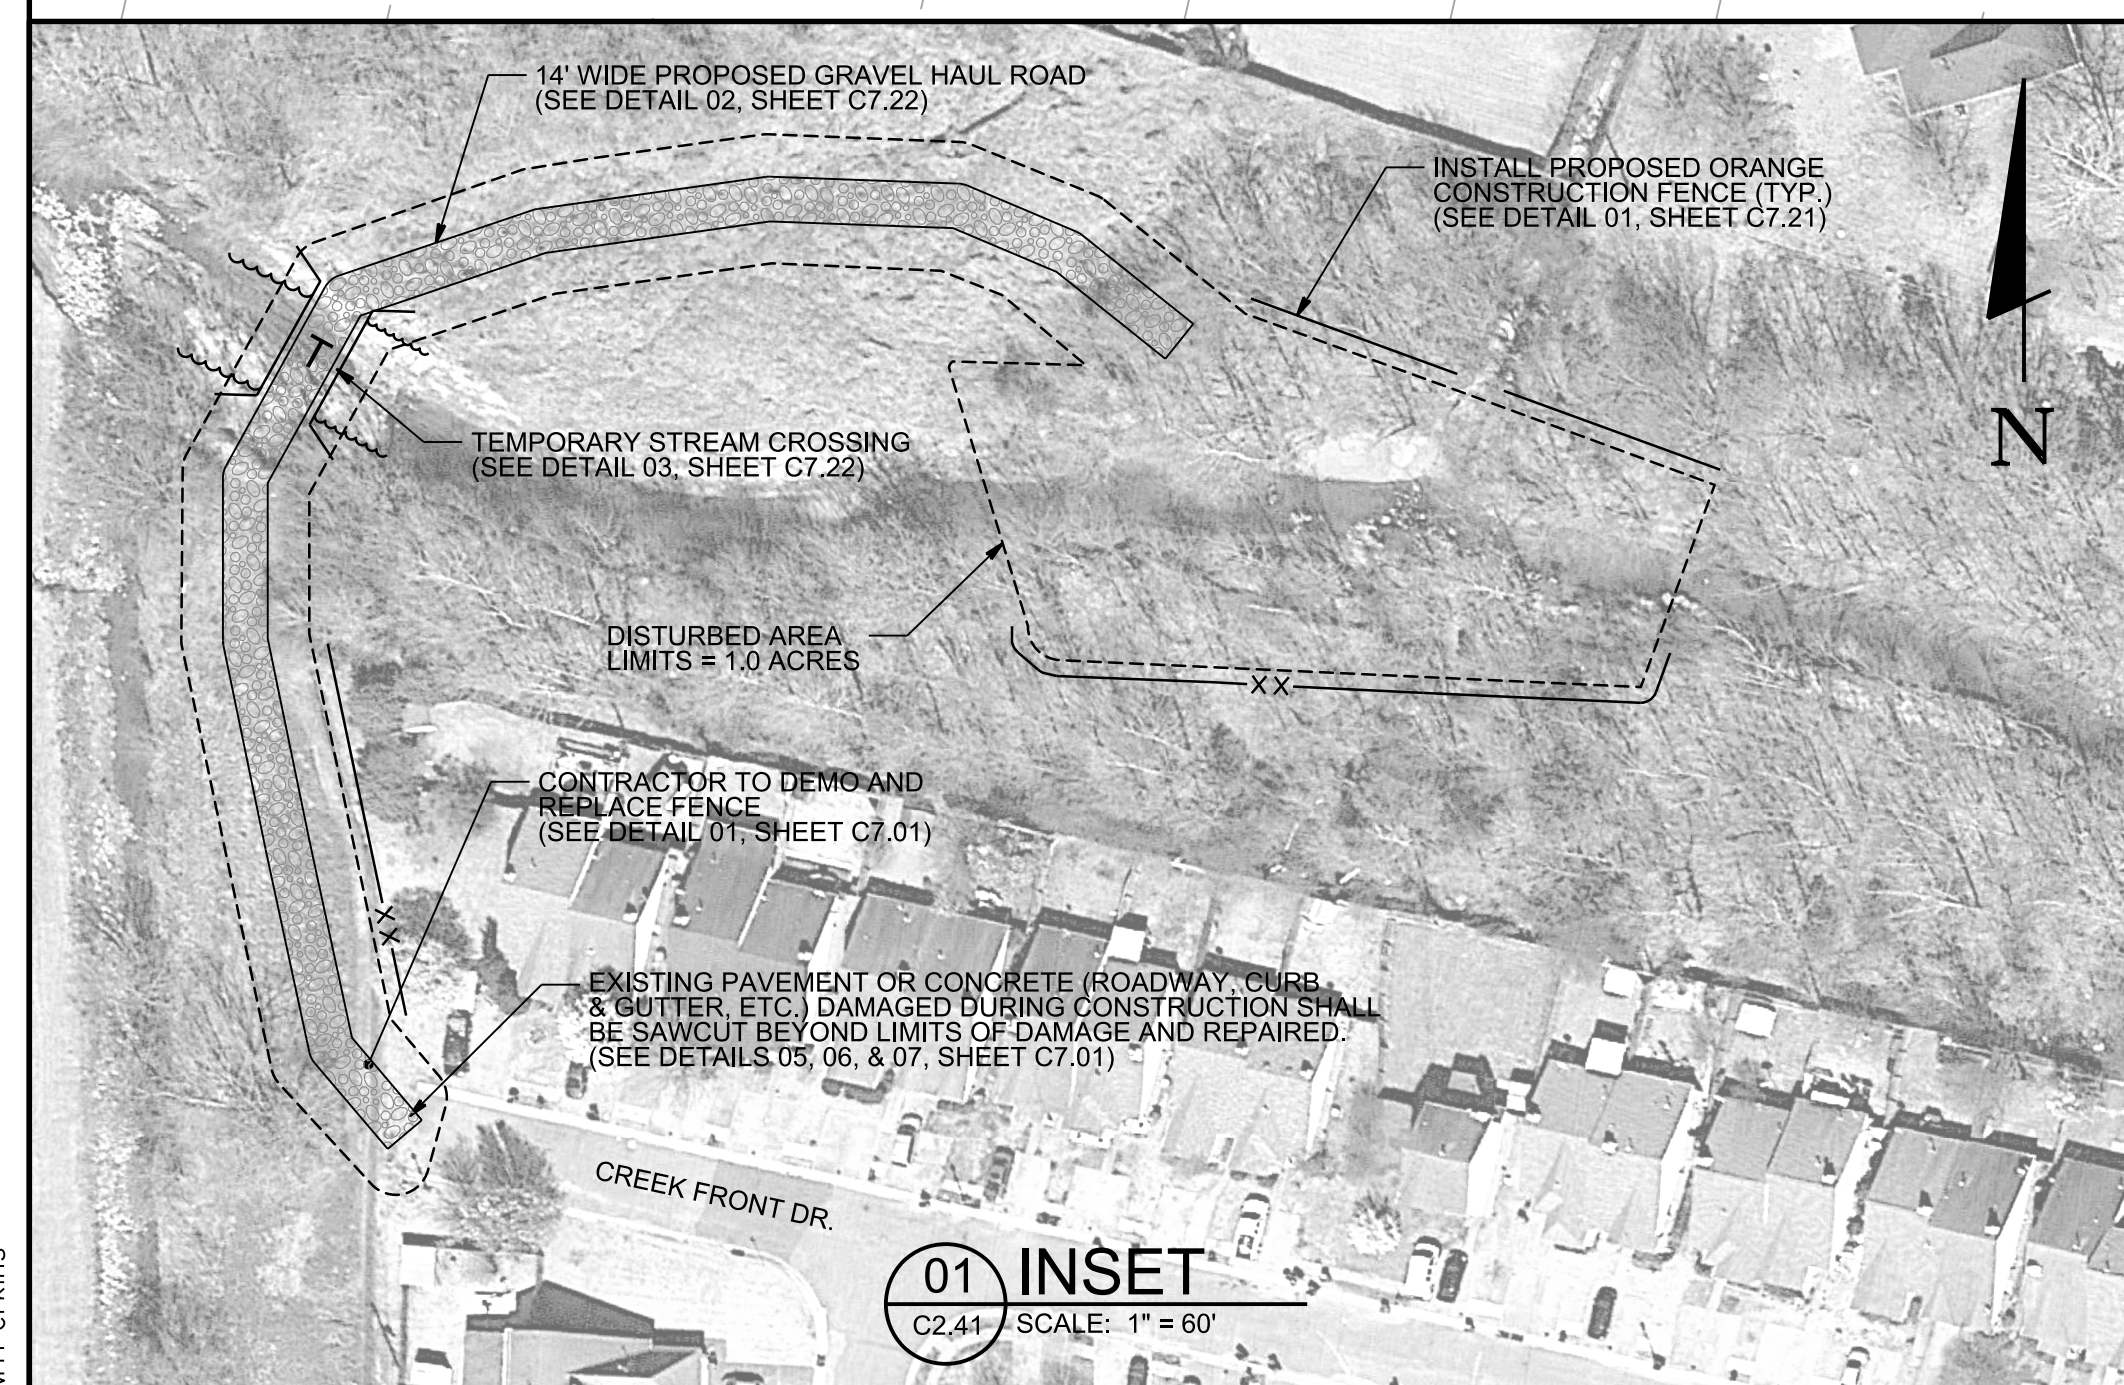 14' WIDE PROPOSED GRAVEL HAUL ROAD
(SEE DETAIL 02, SHEET C7.22)
INSTALL PROPOSED ORANGE
CONSTRUCTION FENCE (TYP.)
(SEE DETAIL 01, SHEET C7.21)
N
T
TEMPORARY STREAM CROSSING
(SEE DETAIL 03, SHEET C7.22)
DISTURBED AREA
LIMITS = 1.0 ACRES
X X
CONTRACTOR TO DEMO AND
REPLACE FENCE
(SEE DETAIL 01, SHEET C7.01)
X
X
EXISTING PAVEMENT OR CONCRETE (ROADWAY, CURB
& GUTTER, ETC.) DAMAGED DURING CONSTRUCTION SHALL
BE SAWCUT BEYOND LIMITS OF DAMAGE AND REPAIRED.
(SEE DETAILS 05, 06, & 07, SHEET C7.01)
CREEK FRONT DR.
01 INSET
C2.41 SCALE: 1" = 60'